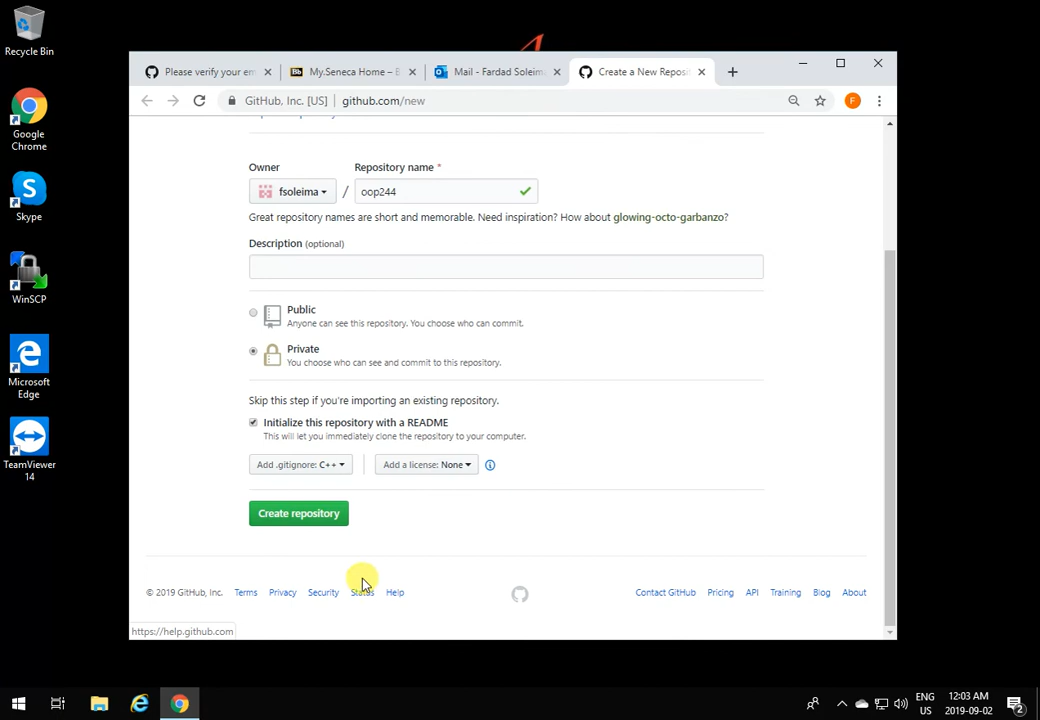 Recycle Bin
Google
Chrome
Skype
WinSCP
Microsoft
Edge
TeamViewer
14
Please verify your em
Bb My.Seneca Home – B
Mail - Fardad Soleima
Create a New Reposi
GitHub, Inc. [US] github.com/new
F
Owner
Repository name *
fsoleima / oop244
Great repository names are short and memorable. Need inspiration? How about glowing-octo-garbanzo?
Description (optional)
Public
Anyone can see this repository. You choose who can commit.
Private
You choose who can see and commit to this repository.
Skip this step if you're importing an existing repository.
Initialize this repository with a README
This will let you immediately clone the repository to your computer.
Add .gitignore: C++ Add a license: None
Create repository
© 2019 GitHub, Inc. Terms Privacy Security Status Help Contact GitHub Pricing API Training Blog About
https://help.github.com
ENG
US
12:03 AM
2019-09-02
2